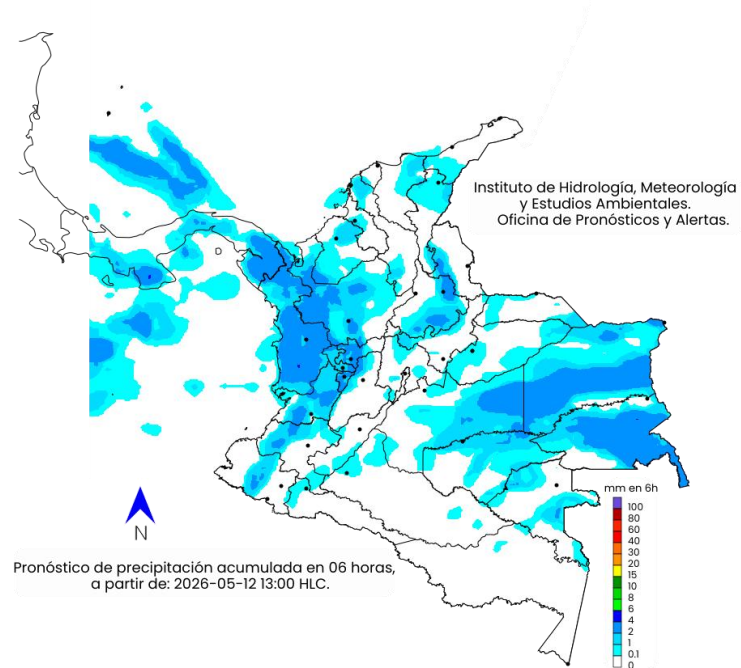 Instituto de Hidrología, Meteorología
y Estudios Ambientales.
Oficina de Pronósticos y Alertas.
mm en 6h
100
80
60
40
30
20
15
10
8
6
4
2
1
0.1
0
N
Pronóstico de precipitación acumulada en 06 horas,
a partir de: 2026-05-12 13:00 HLC.